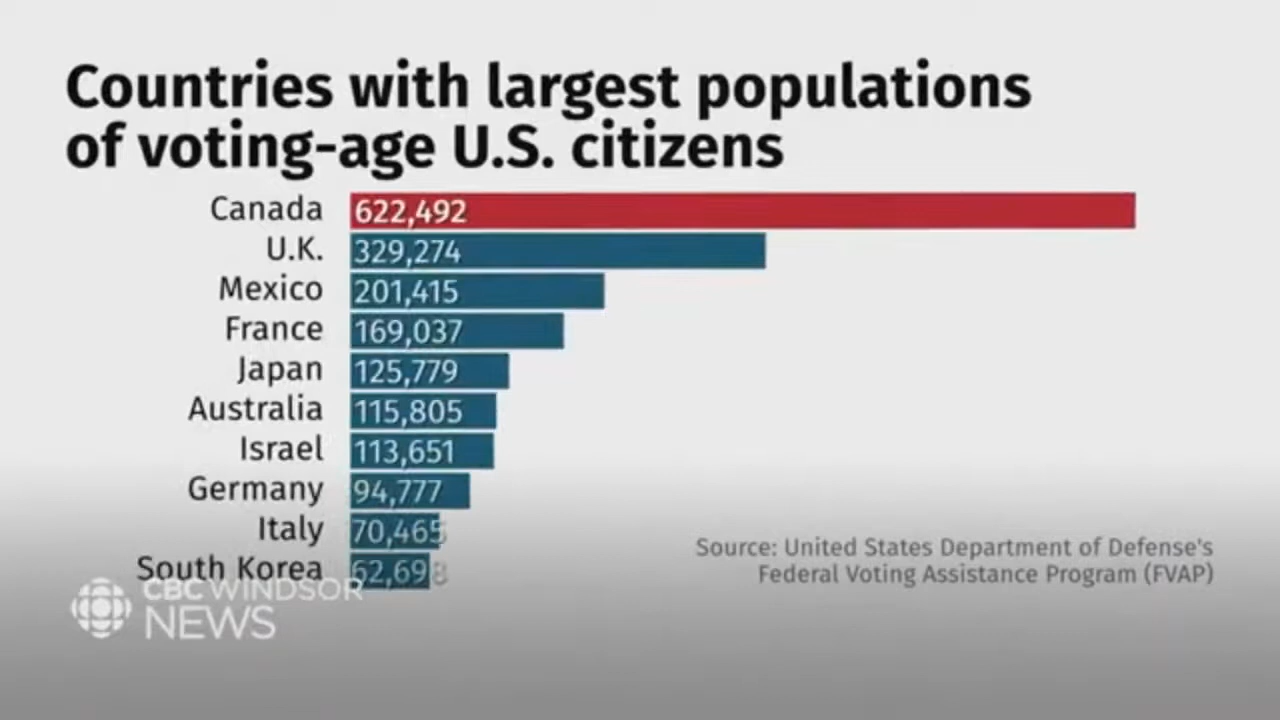 Countries with largest populations
of voting-age U.S. citizens
Canada 622,492
U.K. 329,274
Mexico 201,415
France 169,037
Japan 125,779
Australia 115,805
Israel 113,651
Germany 94,777
Italy 70,465
South Korea 62,698
Source: United States Department of Defense's
Federal Voting Assistance Program (FVAP)
CBC WINDSOR
NEWS